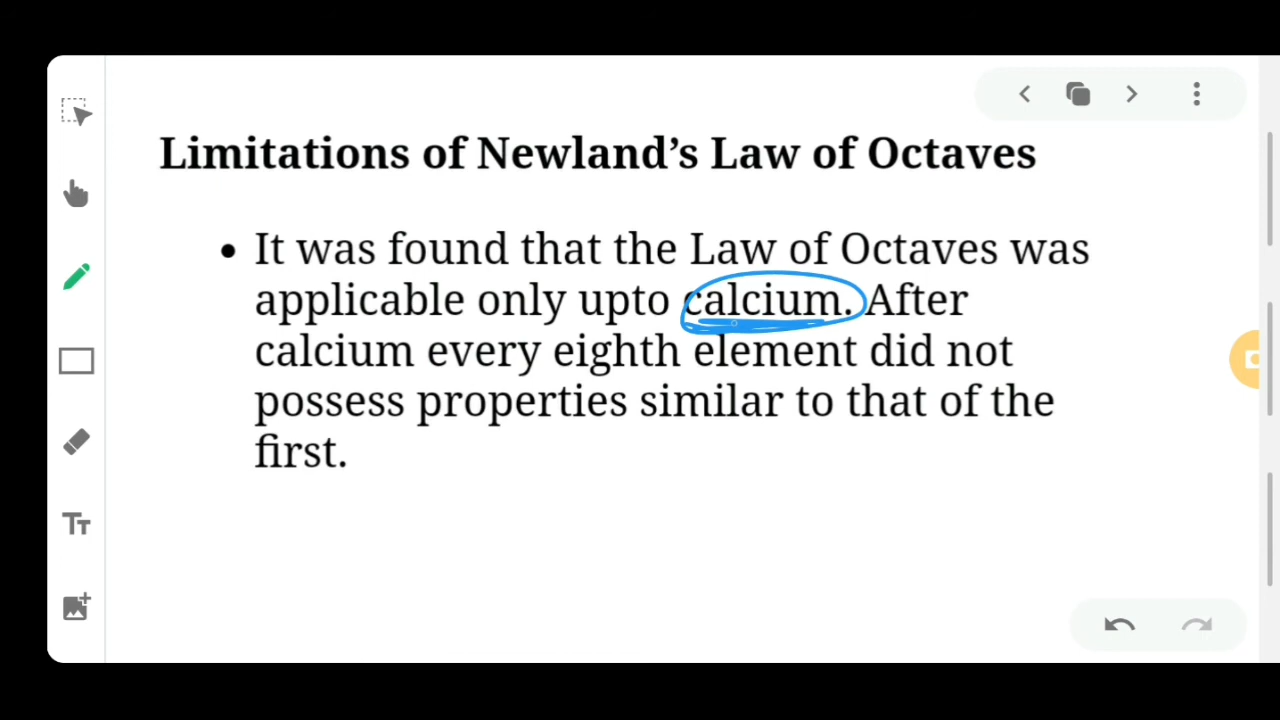 Limitations of Newland’s Law of Octaves
• It was found that the Law of Octaves was
applicable only upto calcium. After
calcium every eighth element did not
possess properties similar to that of the
first.
TT